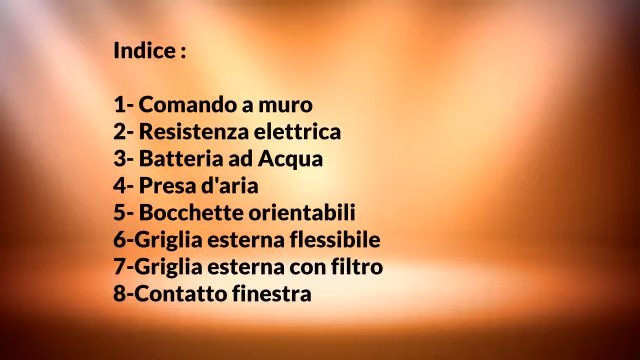 Indice :
1- Comando a muro
2- Resistenza elettrica
3- Batteria ad Acqua
4- Presa d'aria
5- Bocchette orientabili
6-Griglia esterna flessibile
7-Griglia esterna con filtro
8-Contatto finestra